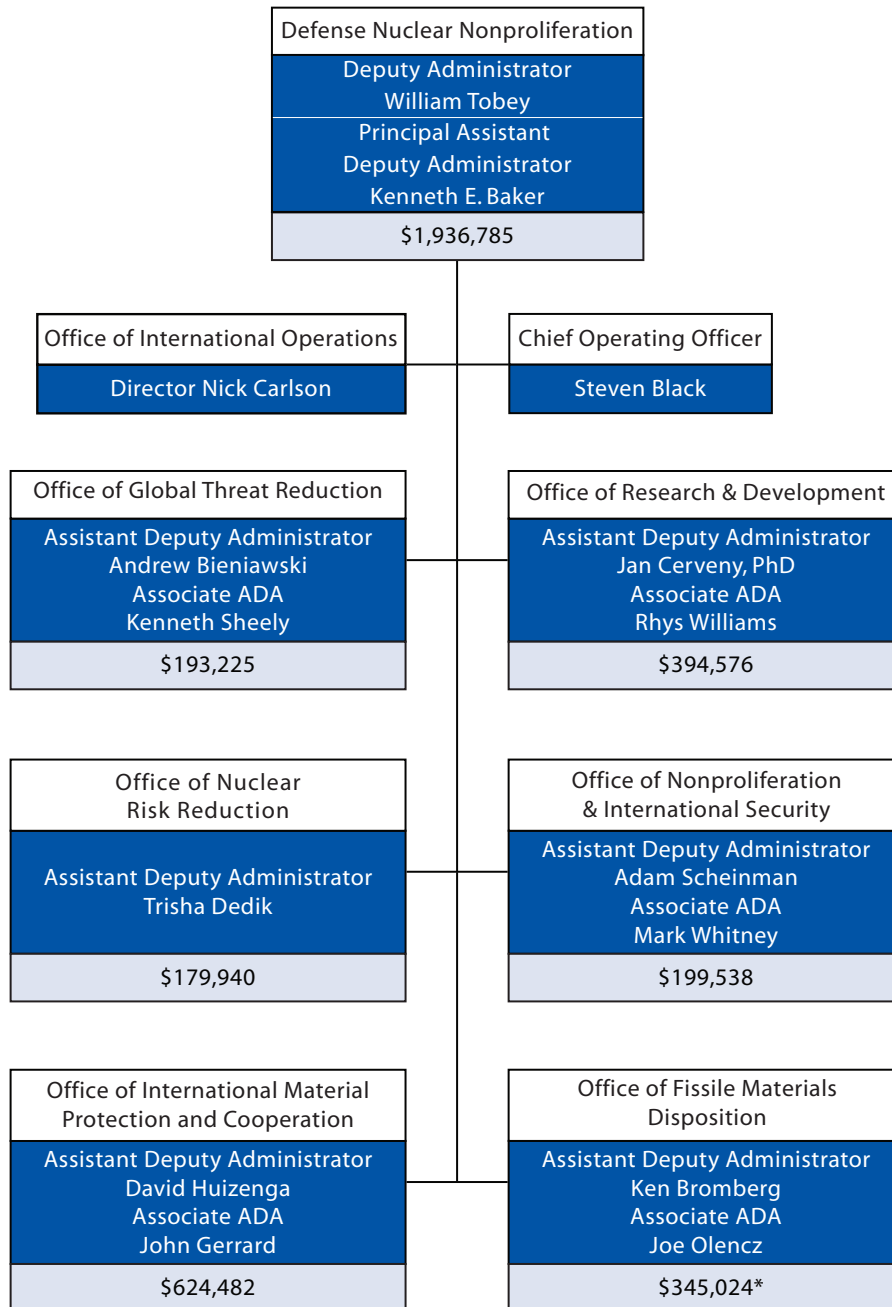 Defense Nuclear Nonproliferation
Deputy Administrator
William Tobey
Principal Assistant
Deputy Administrator
Kenneth E. Baker
$1,936,785
Office of International Operations
Director Nick Carlson
Chief Operating Officer
Steven Black
Office of Global Threat Reduction
Assistant Deputy Administrator
Andrew Bieniawski
Associate ADA
Kenneth Sheely
$193,225
Office of Research & Development
Assistant Deputy Administrator
Jan Cerveny, PhD
Associate ADA
Rhys Williams
$394,576
Office of Nuclear
Risk Reduction
Assistant Deputy Administrator
Trisha Dedik
$179,940
Office of Nonproliferation
& International Security
Assistant Deputy Administrator
Adam Scheinman
Associate ADA
Mark Whitney
$199,538
Office of International Material
Protection and Cooperation
Assistant Deputy Administrator
David Huizenga
Associate ADA
John Gerrard
$624,482
Office of Fissile Materials
Disposition
Assistant Deputy Administrator
Ken Bromberg
Associate ADA
Joe Olencz
$345,024*